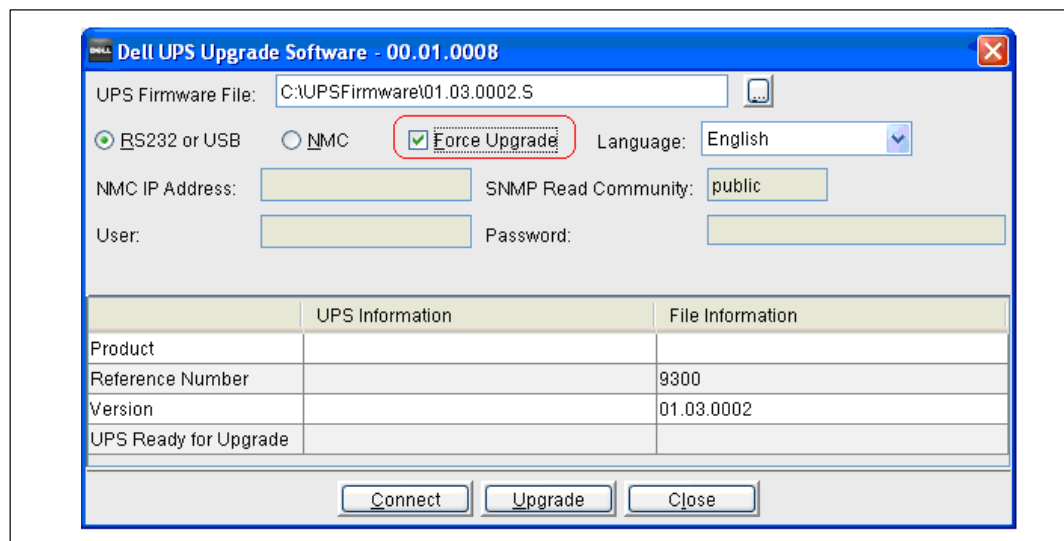 DELL Dell UPS Upgrade Software - 00.01.0008
UPS Firmware File: C:\UPSFirmware\01.03.0002.S ...
RS232 or USB NMC Force Upgrade Language: English
NMC IP Address: SNMP Read Community: public
User: Password:
UPS Information File Information
Product
Reference Number 9300
Version 01.03.0002
UPS Ready for Upgrade
Connect Upgrade Close